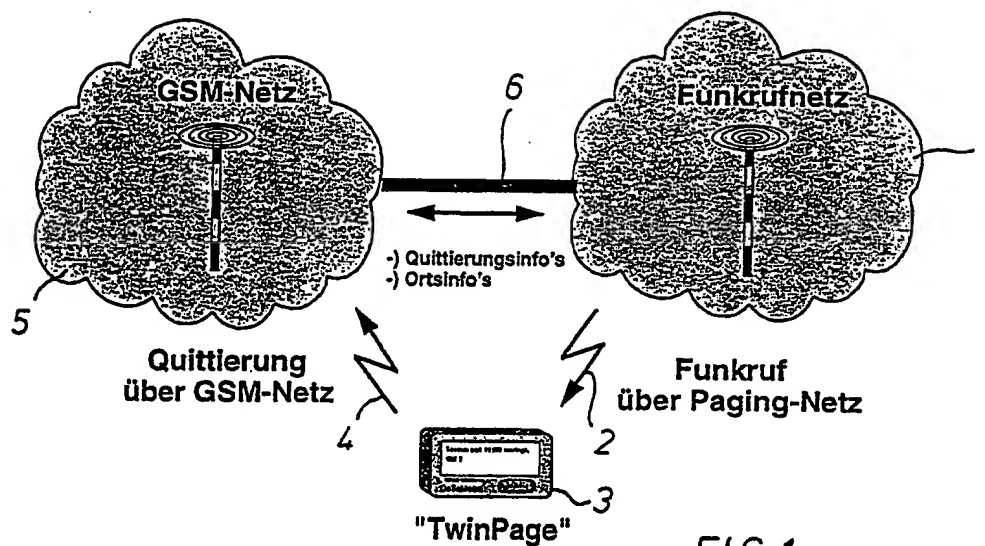 GSM-Netz
Funkrufnetz
6
-) Quittierungsinfo's
-) Ortsinfo's
5
Quittierung
über GSM-Netz
4
2
Funkruf
über Paging-Netz
3
"TwinPage"